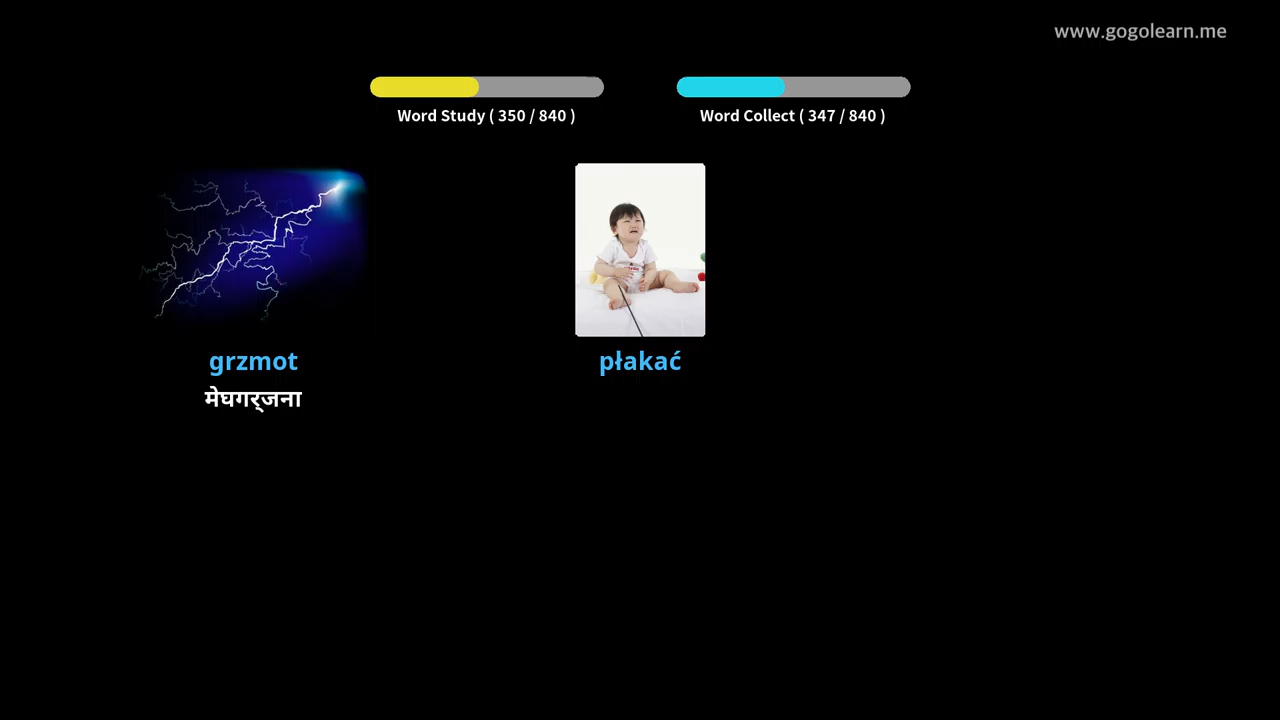 www.gogolearn.me
Word Study ( 350 / 840 )
Word Collect ( 347 / 840 )
grzmot
मेघगर्जना
płakać